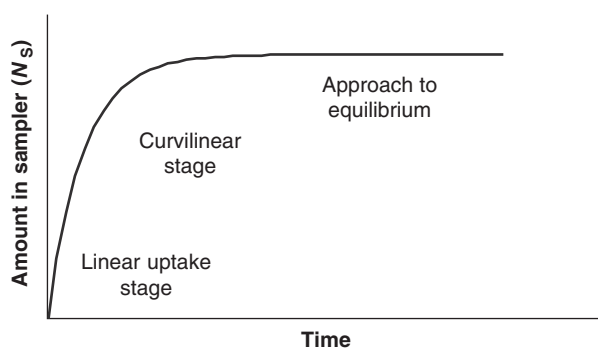 Amount in sampler (Ns)
Approach to
equilibrium
Curvilinear
stage
Linear uptake
stage
Time